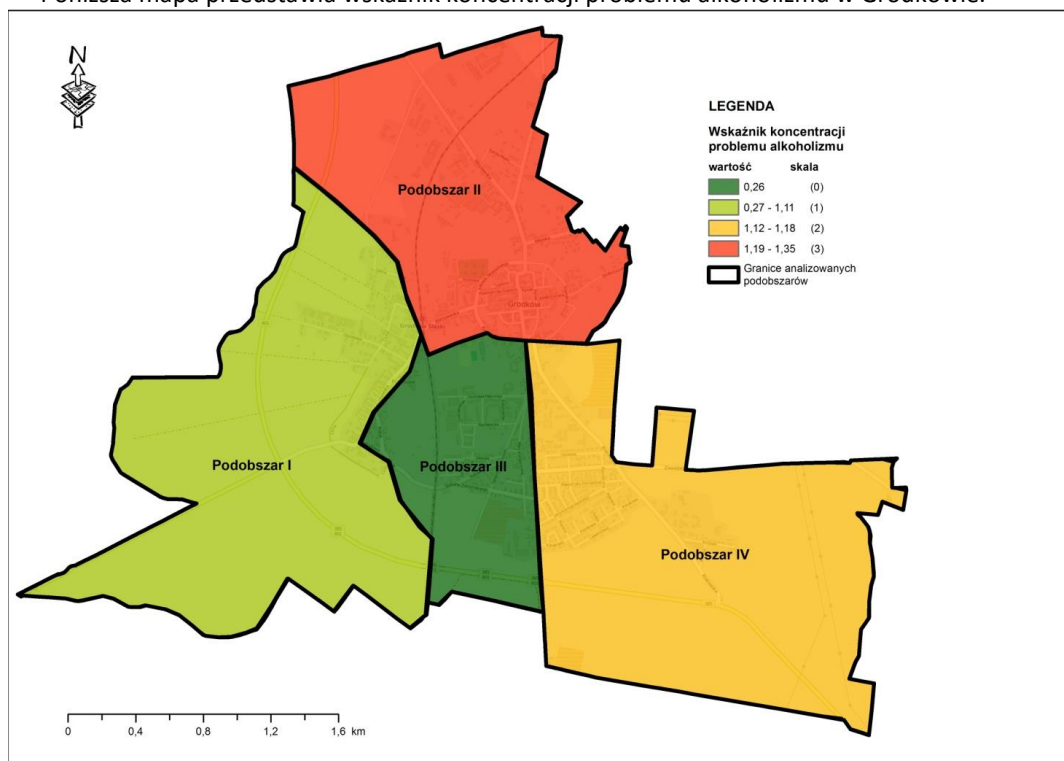 Poniższa mapa przedstawia wskaźnik koncentracji problemu alkoholizmu w Grodkowie.
N
LEGENDA
Wskaźnik koncentracji
problemu alkoholizmu
wartość skala
0,26 (0)
0,27 - 1,11 (1)
1,12 - 1,18 (2)
1,19 - 1,35 (3)
Granice analizowanych
podobszarów
Podobszar II
Grodków
Podobszar I
Podobszar III
Podobszar IV
0 0,4 0,8 1,2 1,6 km